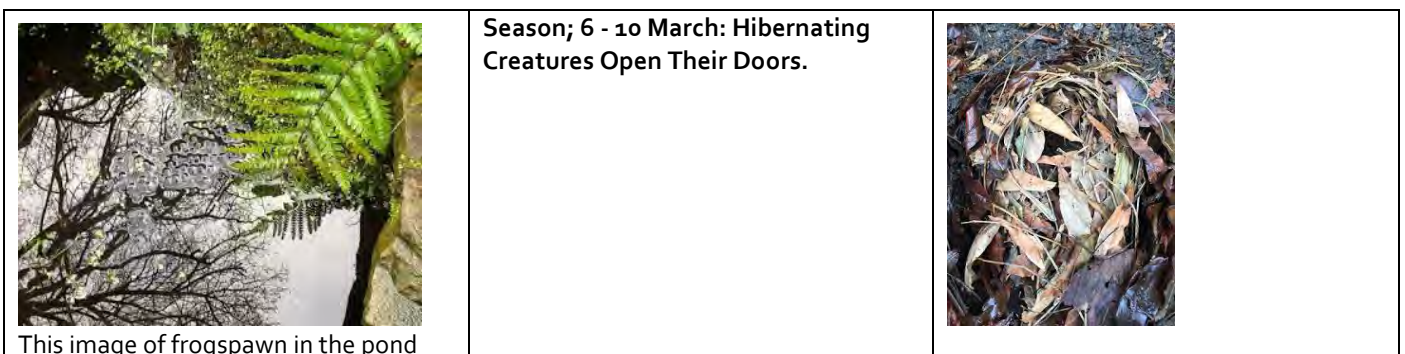 Season; 6 - 10 March: Hibernating
Creatures Open Their Doors.
This image of frogspawn in the pond